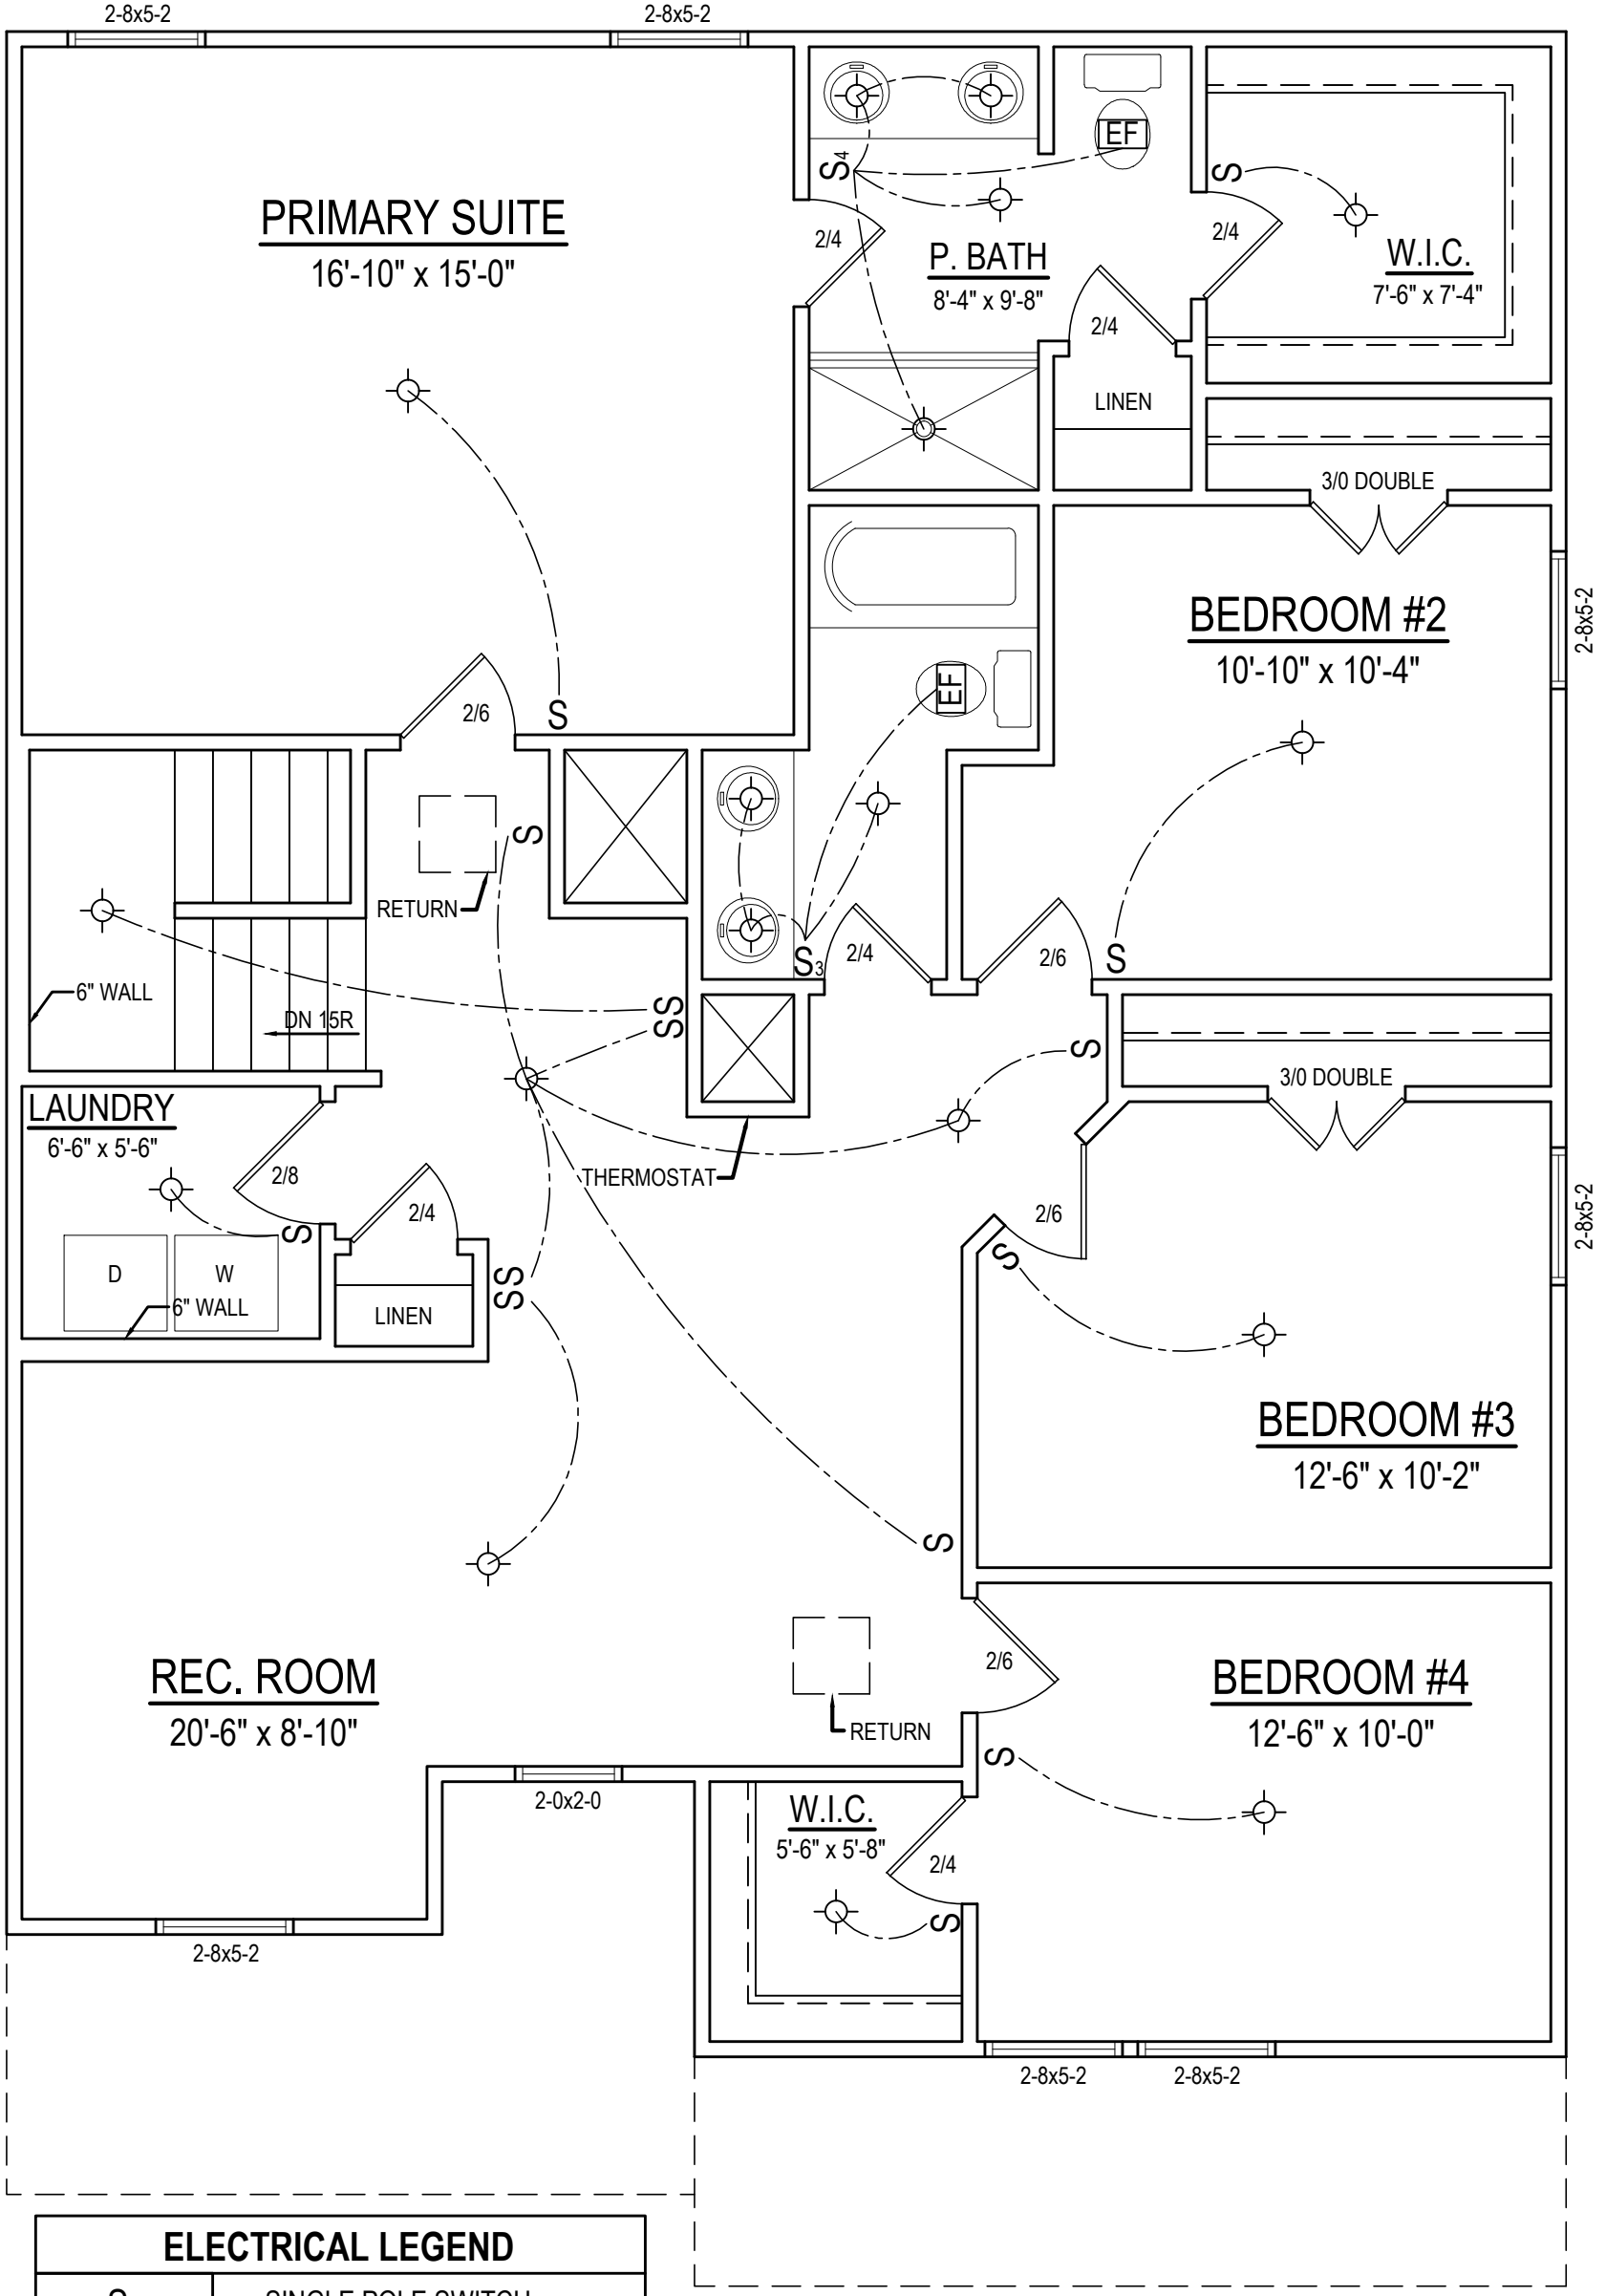 2-8x5-2
2-8x5-2
PRIMARY SUITE
16'-10" x 15'-0"
S4
EF
2/4
P. BATH
8'-4" x 9'-8"
S
2/4
W.I.C.
7'-6" x 7'-4"
2/4
LINEN
3/0 DOUBLE
BEDROOM #2
10'-10" x 10'-4"
2-8x5-2
EF
2/6
S
S
RETURN
S3
2/4
2/6
S
6" WALL
DN 15R
SS
S
3/0 DOUBLE
LAUNDRY
6'-6" x 5'-6"
2/8
S
2/4
THERMOSTAT
2/6
S
2-8x5-2
D
W
6" WALL
LINEN
SS
BEDROOM #3
12'-6" x 10'-2"
S
REC. ROOM
20'-6" x 8'-10"
RETURN
2/6
BEDROOM #4
12'-6" x 10'-0"
S
2-0x2-0
W.I.C.
5'-6" x 5'-8"
2/4
S
2-8x5-2
2-8x5-2
2-8x5-2
ELECTRICAL LEGEND
S
SINGLE POLE SWITCH